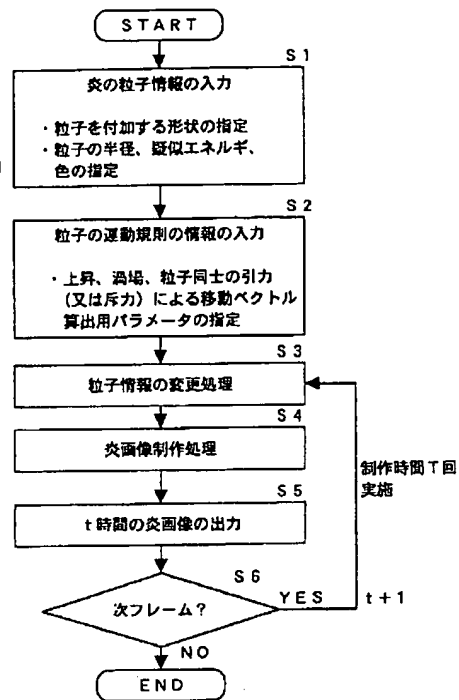 START
S1
炎の粒子情報の入力
・粒子を付加する形状の指定
・粒子の半径、疑似エネルギ、
色の指定
S2
粒子の運動規則の情報の入力
・上昇、渦場、粒子同士の引力
(又は斥力)による移動ベクトル
算出用パラメータの指定
S3
粒子情報の変更処理
S4
炎画像制作処理
制作時間T回
実施
S5
t時間の炎画像の出力
S6
次フレーム?
YES
t+1
NO
END